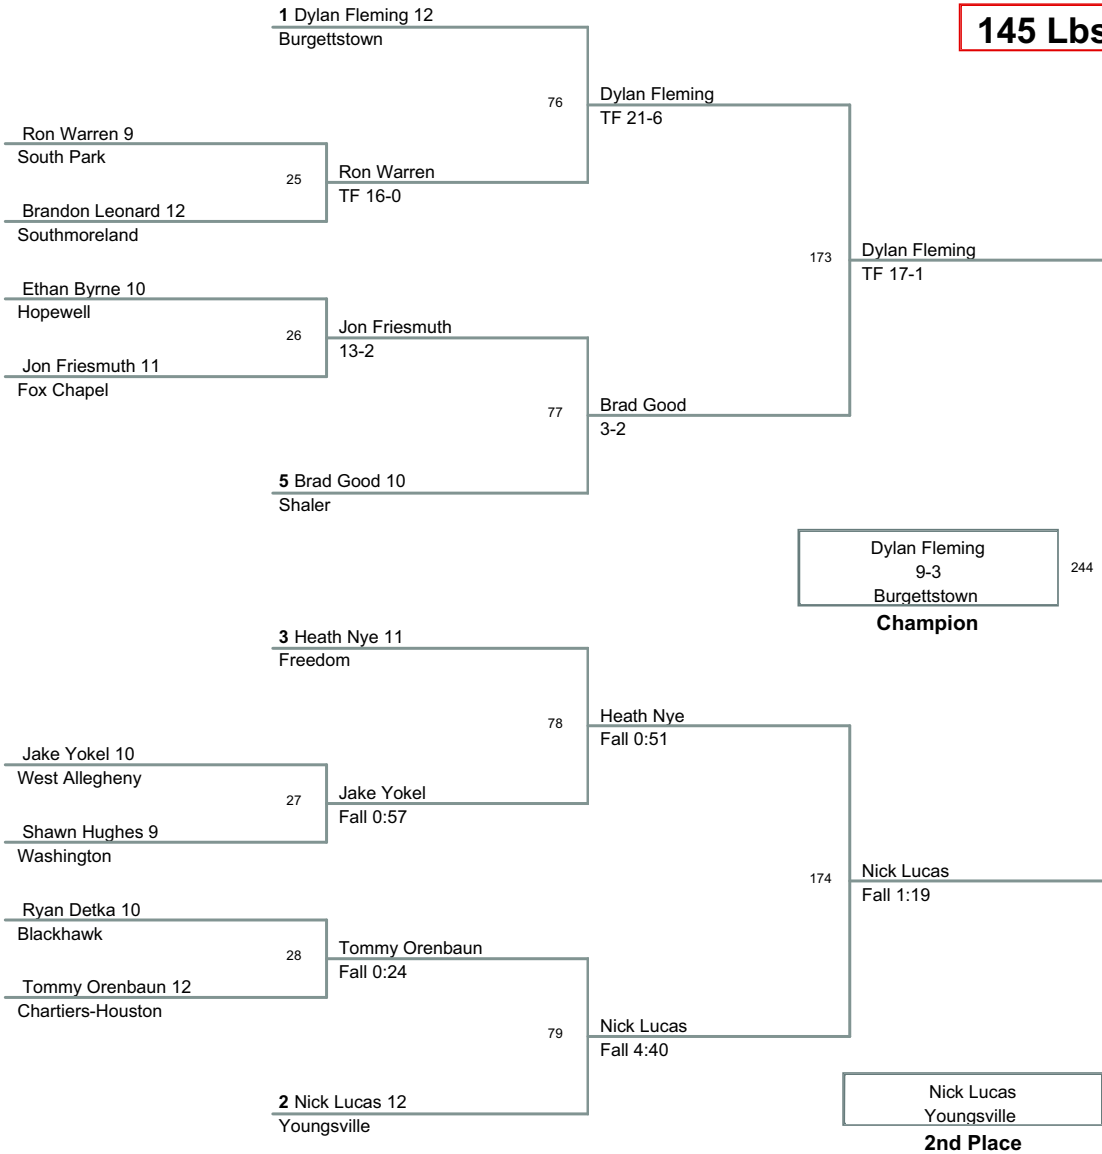 1 Dylan Fleming 12
Burgettstown
145 Lbs
76
Dylan Fleming
TF 21-6
Ron Warren 9
South Park
25
Ron Warren
TF 16-0
Brandon Leonard 12
Southmoreland
173
Dylan Fleming
TF 17-1
Ethan Byrne 10
Hopewell
26
Jon Friesmuth
13-2
Jon Friesmuth 11
Fox Chapel
77
Brad Good
3-2
5 Brad Good 10
Shaler
Dylan Fleming
9-3
Burgettstown
244
Champion
3 Heath Nye 11
Freedom
78
Heath Nye
Fall 0:51
Jake Yokel 10
West Allegheny
27
Jake Yokel
Fall 0:57
Shawn Hughes 9
Washington
174
Nick Lucas
Fall 1:19
Ryan Detka 10
Blackhawk
28
Tommy Orenbaun
Fall 0:24
Tommy Orenbaun 12
Chartiers-Houston
79
Nick Lucas
Fall 4:40
2 Nick Lucas 12
Youngsville
Nick Lucas
Youngsville
2nd Place